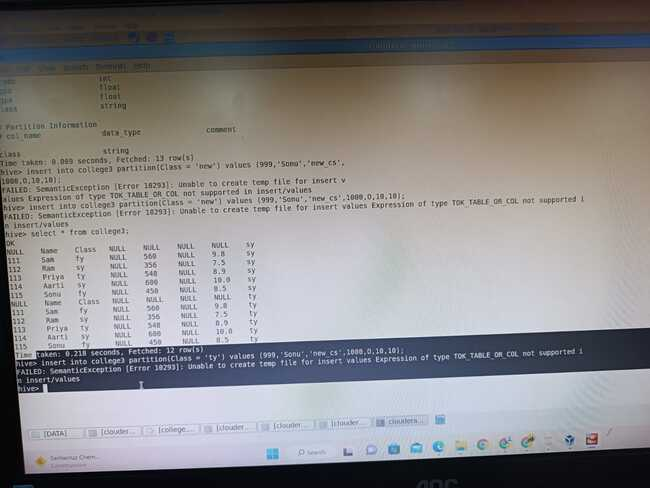 Terminal Help
int
float
float
string
# Partition Information
# col_name data_type comment
class string
Time taken: 0.089 seconds, Fetched: 13 row(s)
hive> insert into college3 partition(Class = 'new') values (999,'Sonu','new_cs',
1000,O,10,10);
FAILED: SemanticException [Error 10293]: Unable to create temp file for insert v
alues Expression of type TOK_TABLE_OR_COL not supported in insert/values
hive> insert into college3 partition(Class = 'new') values (999,'Sonu','new_cs',1000,O,10,10);
FAILED: SemanticException [Error 10293]: Unable to create temp file for insert values Expression of type TOK_TABLE_OR_COL not supported i
n insert/values
hive> select * from college3;
OK
NULL Name Class NULL NULL NULL NULL sy
111 Sam fy NULL 560 NULL 9.8 sy
112 Ram sy NULL 356 NULL 7.5 sy
113 Priya ty NULL 548 NULL 8.9 sy
114 Aarti sy NULL 600 NULL 10.0 sy
115 Sonu fy NULL 450 NULL 8.5 sy
NULL Name Class NULL NULL NULL NULL ty
111 Sam fy NULL 560 NULL 9.8 ty
112 Ram sy NULL 356 NULL 7.5 ty
113 Priya ty NULL 548 NULL 8.9 ty
114 Aarti sy NULL 600 NULL 10.0 ty
115 Sonu fy NULL 450 NULL 8.5 ty
Time taken: 0.218 seconds, Fetched: 12 row(s)
hive> insert into college3 partition(Class = 'ty') values (999,'Sonu','new_cs',1000,O,10,10);
FAILED: SemanticException [Error 10293]: Unable to create temp file for insert values Expression of type TOK_TABLE_OR_COL not supported i
n insert/values
hive>
[DATA] [clouder... [college.... [clouder... [clouder... [clouder... cloudera...
Search
AOC